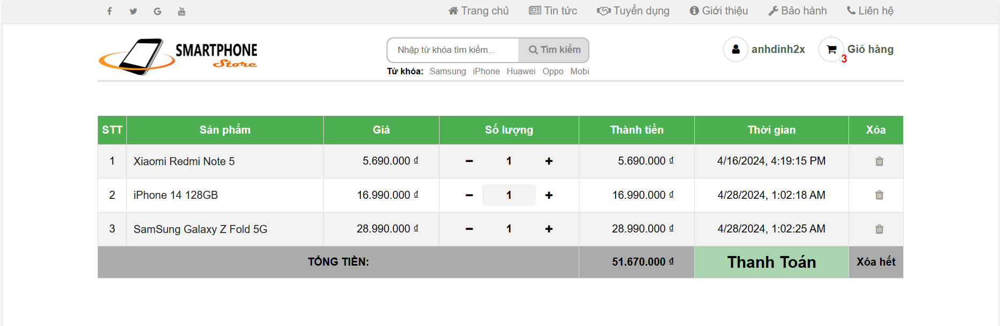 You Tube Trang chủ Tin tức Tuyển dụng Giới thiệu Bảo hành Liên hệ
SMARTPHONE
Store
Nhập từ khóa tìm kiếm... Tìm kiếm anhdinh2x 3 Giỏ hàng
Từ khóa: Samsung iPhone Huawei Oppo Mobi
STT Sản phẩm Giá Số lượng Thành tiền Thời gian Xóa
1 Xiaomi Redmi Note 5 5.690.000 ₫ 1 5.690.000 ₫ 4/16/2024, 4:19:15 PM
2 iPhone 14 128GB 16.990.000 ₫ 1 16.990.000 ₫ 4/28/2024, 1:02:18 AM
3 SamSung Galaxy Z Fold 5G 28.990.000 ₫ 1 28.990.000 ₫ 4/28/2024, 1:02:25 AM
TỔNG TIỀN: 51.670.000 ₫ Thanh Toán Xóa hết